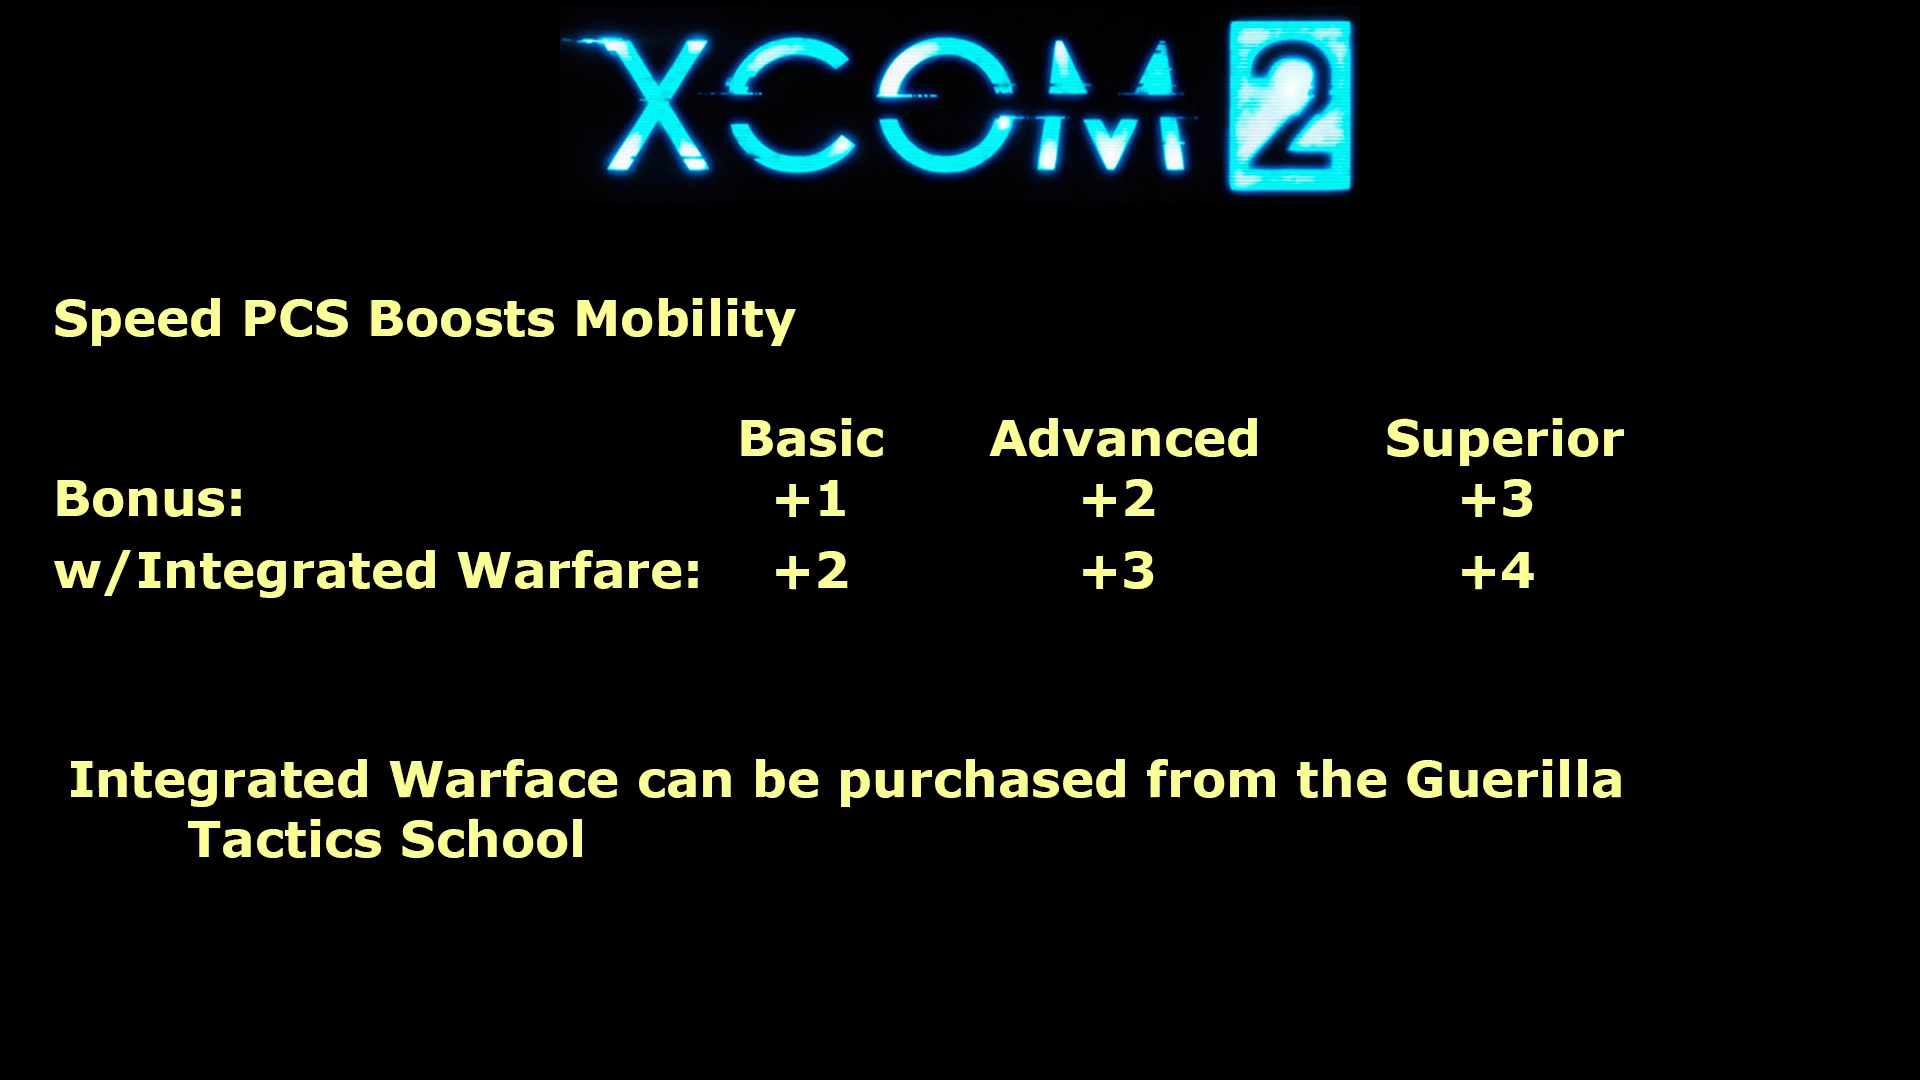 XCOM 2
Speed PCS Boosts Mobility
Basic Advanced Superior
Bonus: +1 +2 +3
w/Integrated Warfare: +2 +3 +4
Integrated Warface can be purchased from the Guerilla
Tactics School